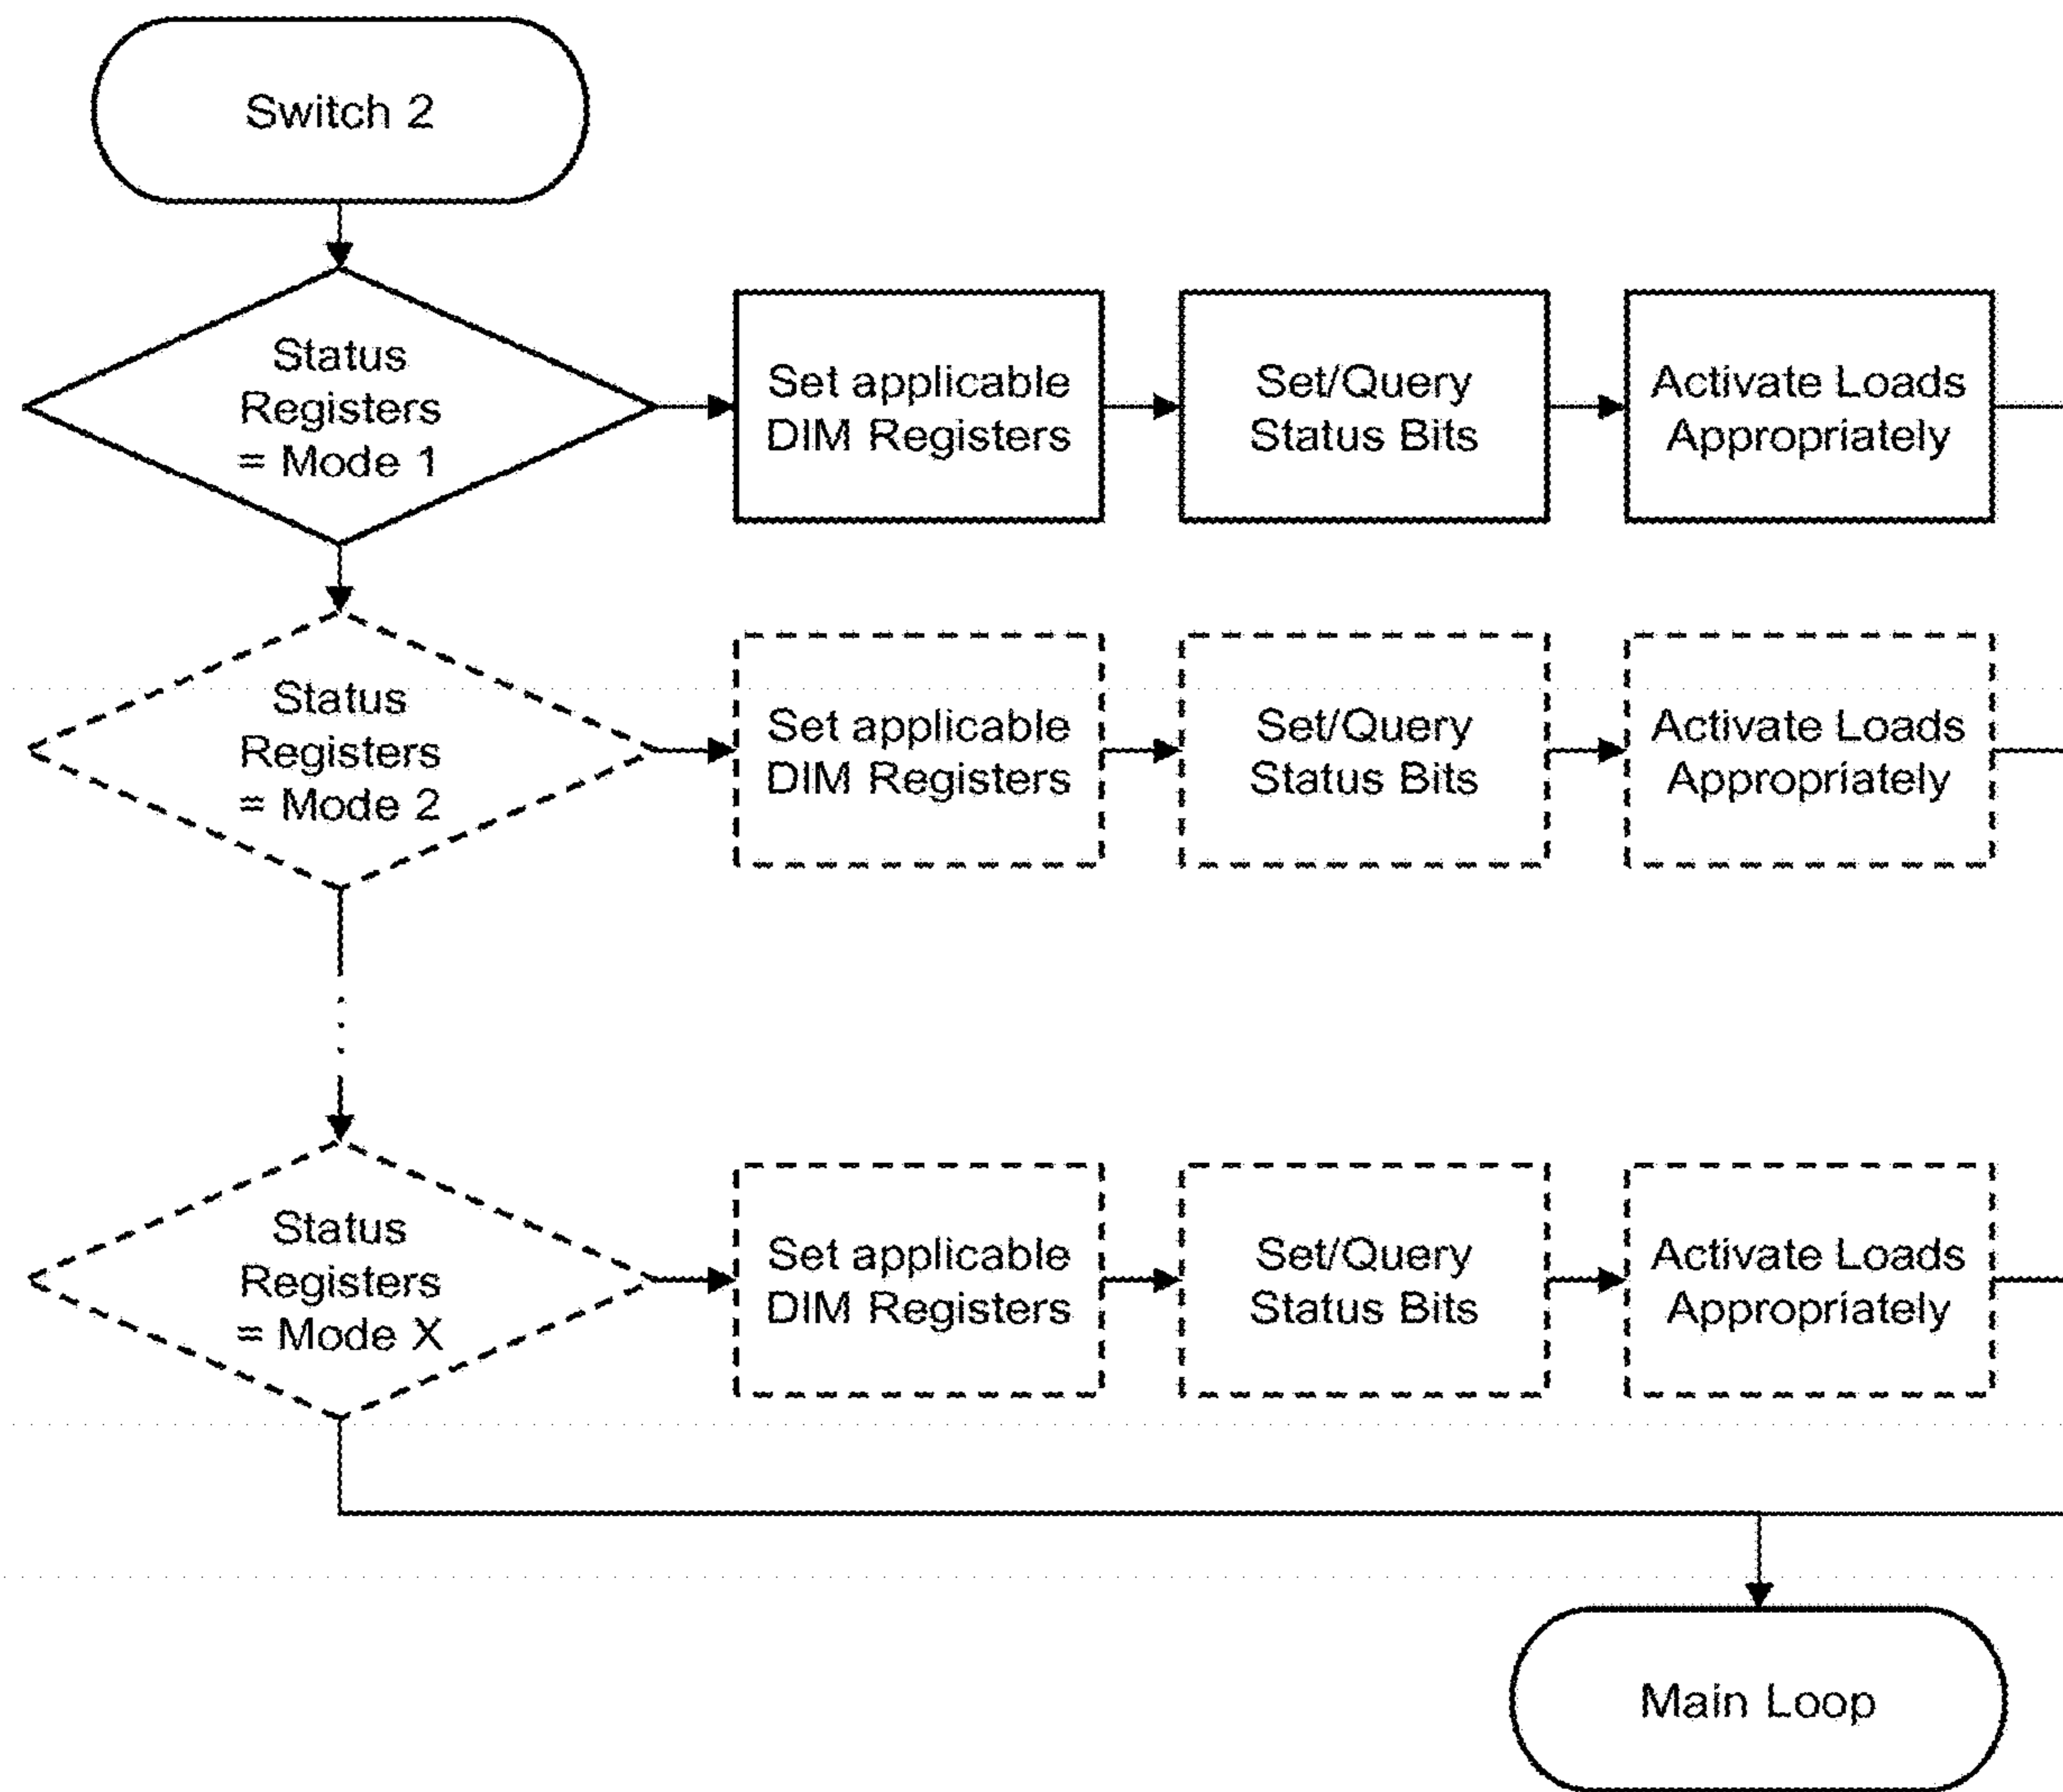 Switch 2
Status
Registers
= Mode 1
Set applicable
DIM Registers
Set/Query
Status Bits
Activate Loads
Appropriately
Status
Registers
= Mode 2
Set applicable
DIM Registers
Set/Query
Status Bits
Activate Loads
Appropriately
Status
Registers
= Mode X
Set applicable
DIM Registers
Set/Query
Status Bits
Activate Loads
Appropriately
Main Loop